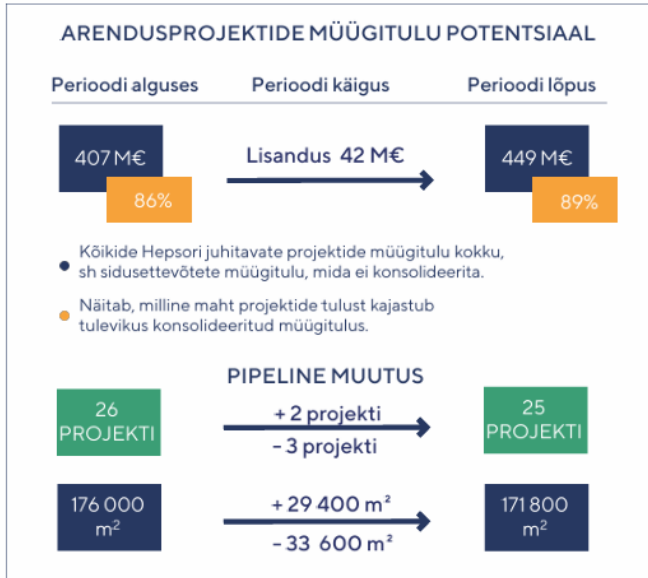 ARENDUSPROJEKTIDE MÜÜGITULU POTENTSIAAL
Perioodi alguses Perioodi käigus Perioodi lõpus
407 M€ Lisandus 42 M€ 449 M€
86% 89%
Kõikide Hepsori juhitavate projektide müügitulu kokku,
sh sidusettevõtete müügitulu, mida ei konsolideerita.
Näitab, milline maht projektide tulust kajastub
tulevikus konsolideeritud müügitulus.
PIPELINE MUUTUS
26 PROJEKTI
+ 2 projekti
- 3 projekti
25 PROJEKTI
176 000 m²
+ 29 400 m²
- 33 600 m²
171 800 m²